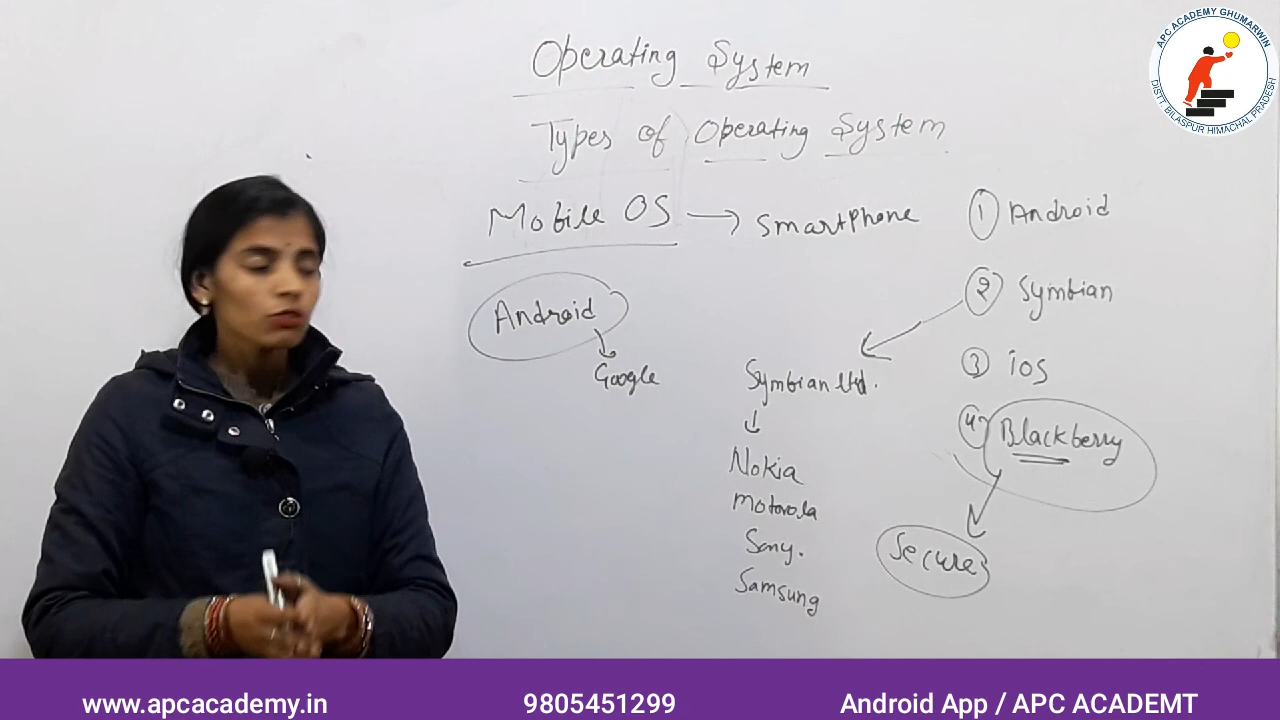 Operating System
Types of Operating System
Mobile OS → Smartphone
Android
Google
① Android
② Symbian
③ iOS
④ Blackberry
Secure
Symbian ltd.
Nokia
Motorola
Sony.
Samsung
APC ACADEMY GHUMARWIN
DISTT. BILASPUR HIMACHAL PRADESH
www.apcacademy.in
9805451299
Android App / APC ACADEMT